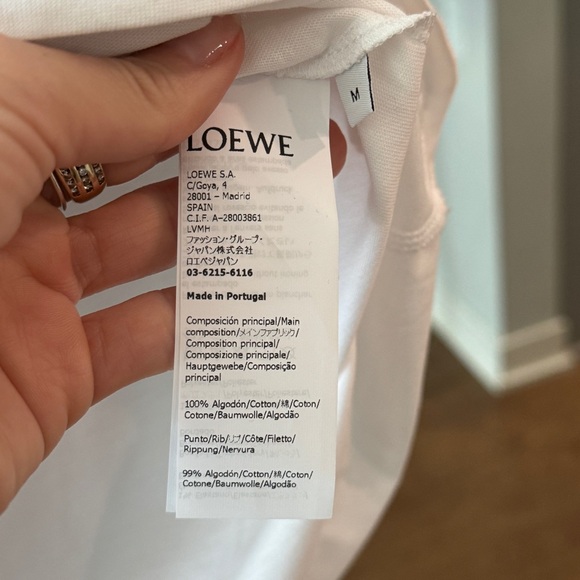 M
LOEWE
LOEWE S.A.
C/Goya, 4
28001 – Madrid
SPAIN
C.I.F. A-28003861
LVMH
ファッション・グループ・
ジャパン株式会社
ロエベジャパン
03-6215-6116
Made in Portugal
Composición principal/Main
composition/メインファブリック/
Composition principal/
Composizione principale/
Hauptgewebe/Composição
principal
100% Algodón/Cotton/綿/Coton/
Cotone/Baumwolle/Algodão
Punto/Rib/リブ/Côte/Filetto/
Rippung/Nervura
99% Algodón/Cotton/綿/Coton/
Cotone/Baumwolle/Algodão